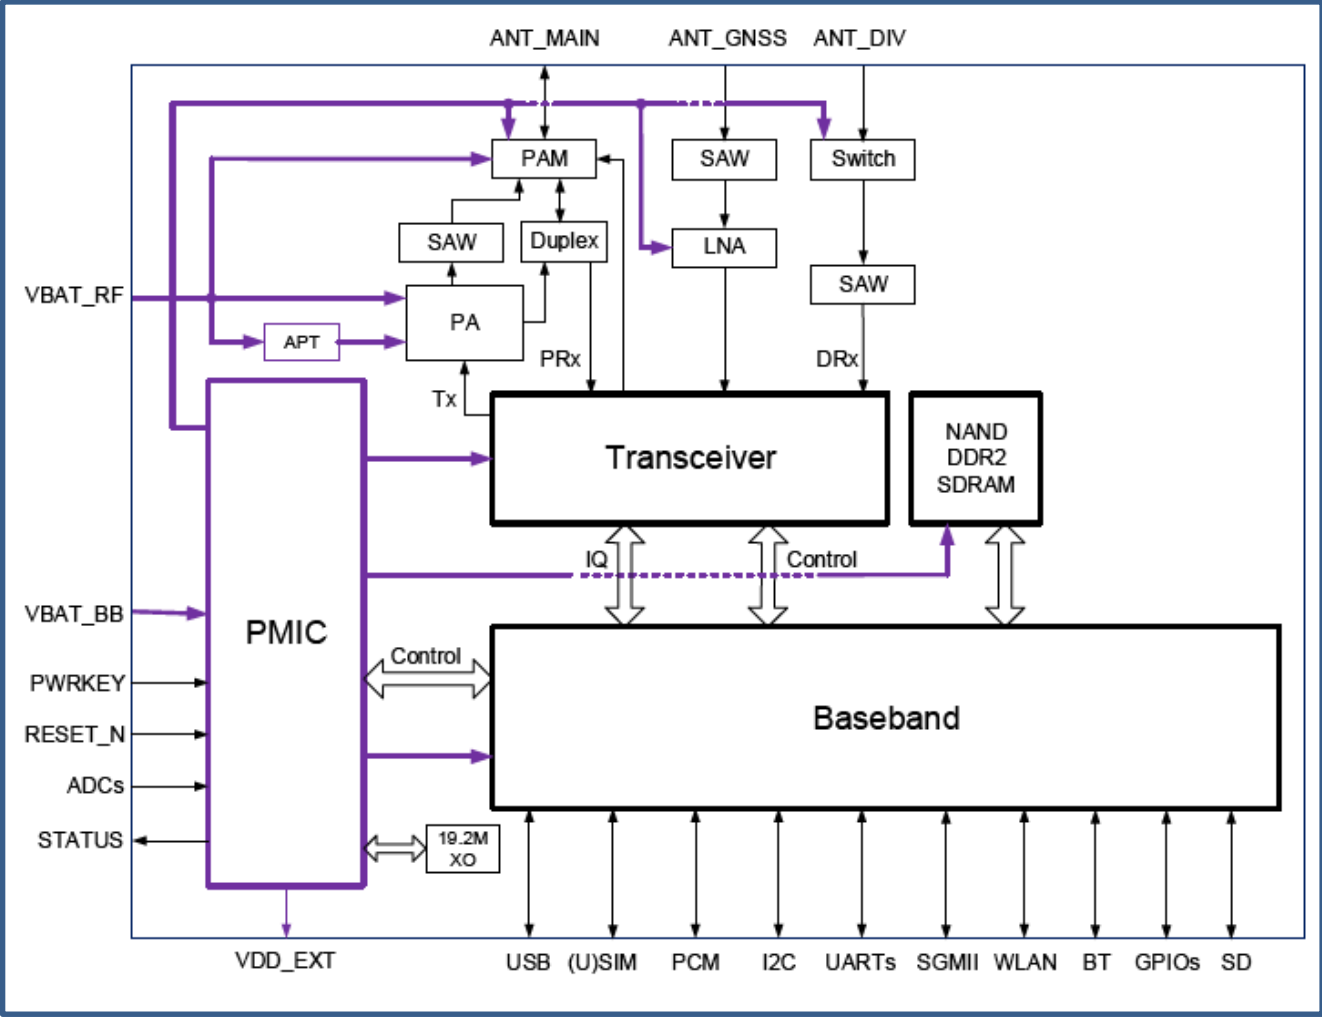 ANT_MAIN ANT_GNSS ANT_DIV
PAM SAW Switch
SAW Duplex LNA
SAW
VBAT_RF
PA
APT
PRx DRx
Tx
Transceiver
NAND
DDR2
SDRAM
IQ Control
VBAT_BB
PMIC
Control
PWRKEY
Baseband
RESET_N
ADCs
STATUS
19.2M
XO
VDD_EXT USB (U)SIM PCM I2C UARTs SGMII WLAN BT GPIOs SD